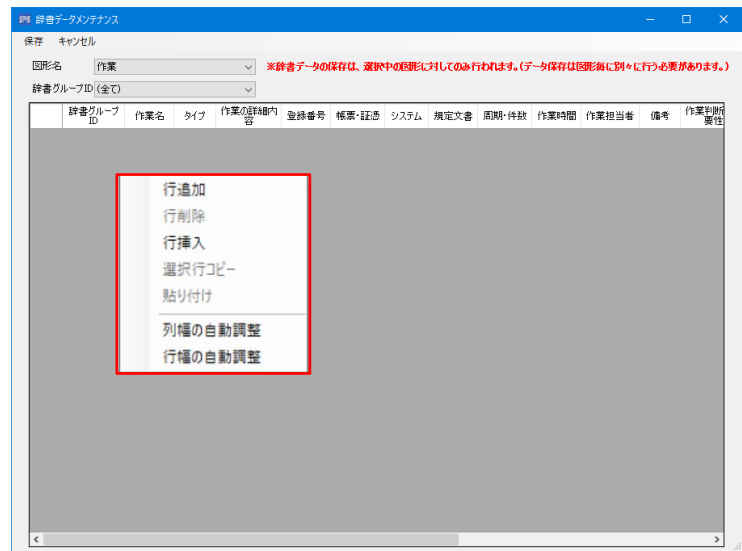 SPS 辞書データメンテナンス
保存 キャンセル
図形名 作業 ※辞書データの保存は、選択中の図形に対してのみ行われます。(データ保存は図形毎に別々に行う必要があります。)
辞書グループID (全て)
辞書グループID 作業名 タイプ 作業の詳細内容 登録番号 帳票・証憑 システム 規定文書 周期・件数 作業時間 作業担当者 備考 作業判断要性
行追加
行削除
行挿入
選択行コピー
貼り付け
列幅の自動調整
行幅の自動調整